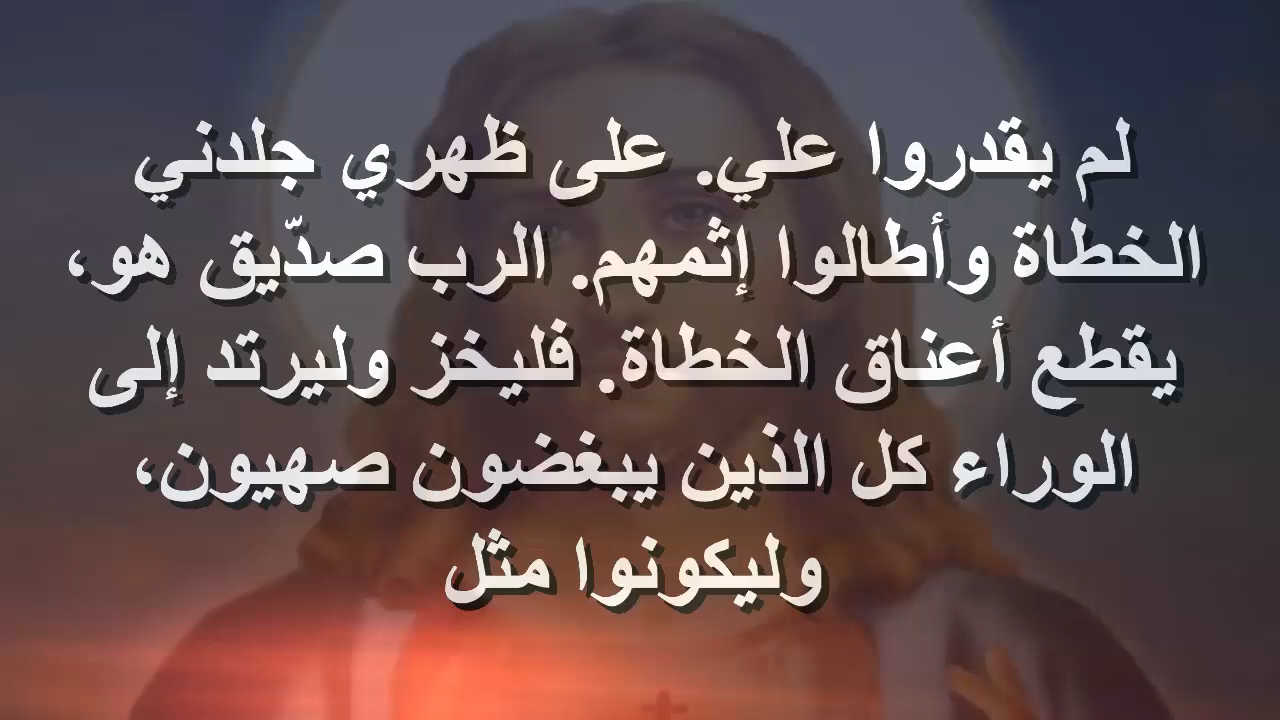 لم يقدروا علي. على ظهري جلدني
الخطاة وأطالوا إثمهم. الرب صدّيق هو،
يقطع أعناق الخطاة. فليخز وليرتد إلى
الوراء كل الذين يبغضون صهيون،
وليكونوا مثل